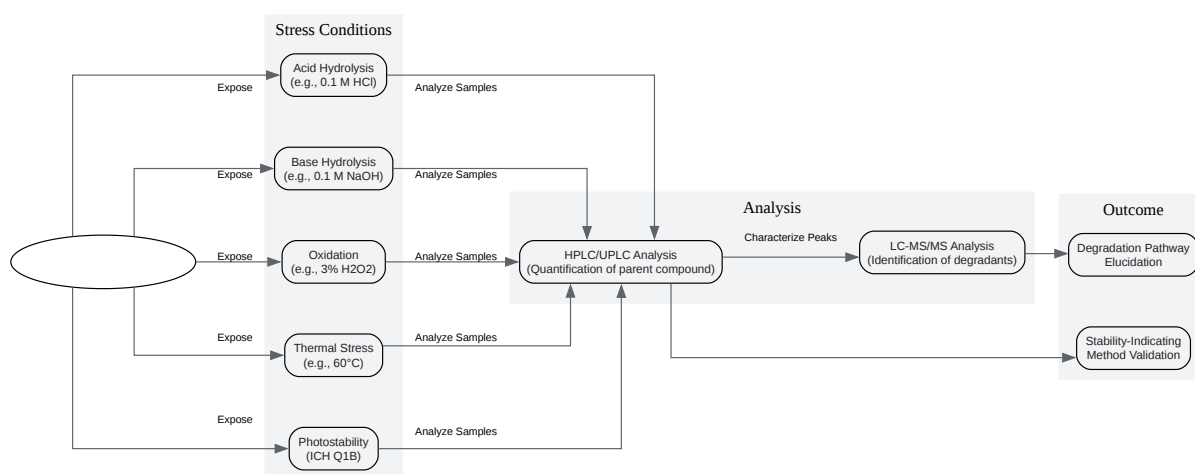 Stress Conditions
Acid Hydrolysis
(e.g., 0.1 M HCl)
Expose
Analyze Samples
Base Hydrolysis
(e.g., 0.1 M NaOH)
Expose
Analyze Samples
Analysis
Outcome
Oxidation
(e.g., 3% H2O2)
Expose
Analyze Samples
HPLC/UPLC Analysis
(Quantification of parent compound)
Characterize Peaks
LC-MS/MS Analysis
(Identification of degradants)
Degradation Pathway
Elucidation
Expose
Analyze Samples
Thermal Stress
(e.g., 60°C)
Stability-Indicating
Method Validation
Expose
Analyze Samples
Photostability
(ICH Q1B)